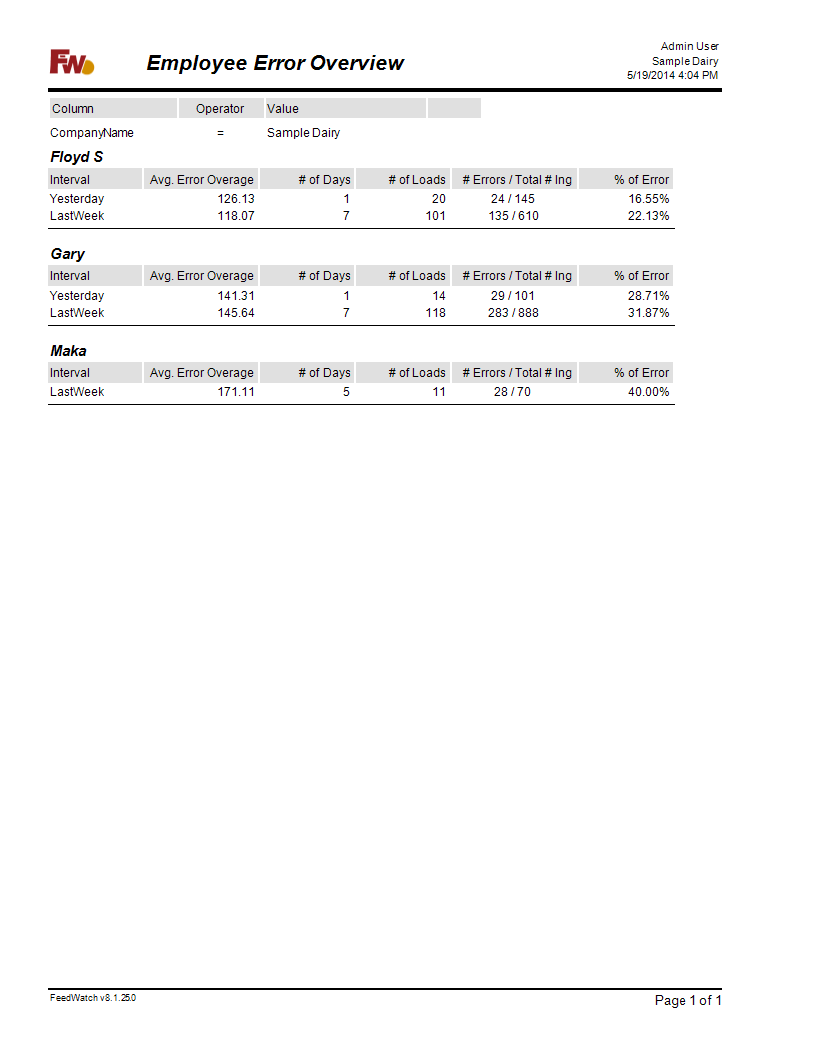 FW
Employee Error Overview
Admin User
Sample Dairy
5/19/2014 4:04 PM
Column Operator Value
CompanyName = Sample Dairy
Floyd S
Interval Avg. Error Overage # of Days # of Loads # Errors / Total # Ing % of Error
Yesterday 126.13 1 20 24 / 145 16.55%
LastWeek 118.07 7 101 135 / 610 22.13%
Gary
Interval Avg. Error Overage # of Days # of Loads # Errors / Total # Ing % of Error
Yesterday 141.31 1 14 29 / 101 28.71%
LastWeek 145.64 7 118 283 / 888 31.87%
Maka
Interval Avg. Error Overage # of Days # of Loads # Errors / Total # Ing % of Error
LastWeek 171.11 5 11 28 / 70 40.00%
FeedWatch v8.1.25.0
Page 1 of 1